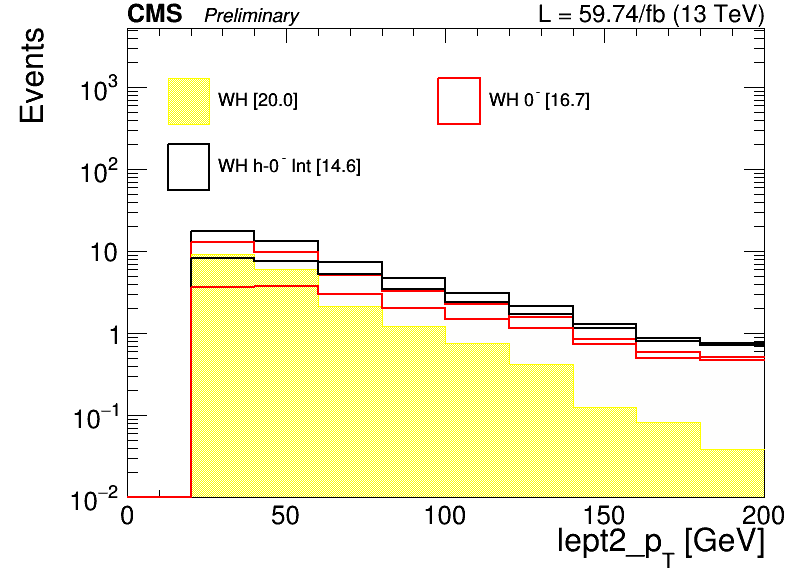 CMS Preliminary L = 59.74/fb (13 TeV)
Events
WH [20.0] WH 0⁻ [16.7]
WH h-0⁻ Int [14.6]
10³
10²
10
1
10⁻¹
10⁻²
0 50 100 150 200
lept2_p_T [GeV]